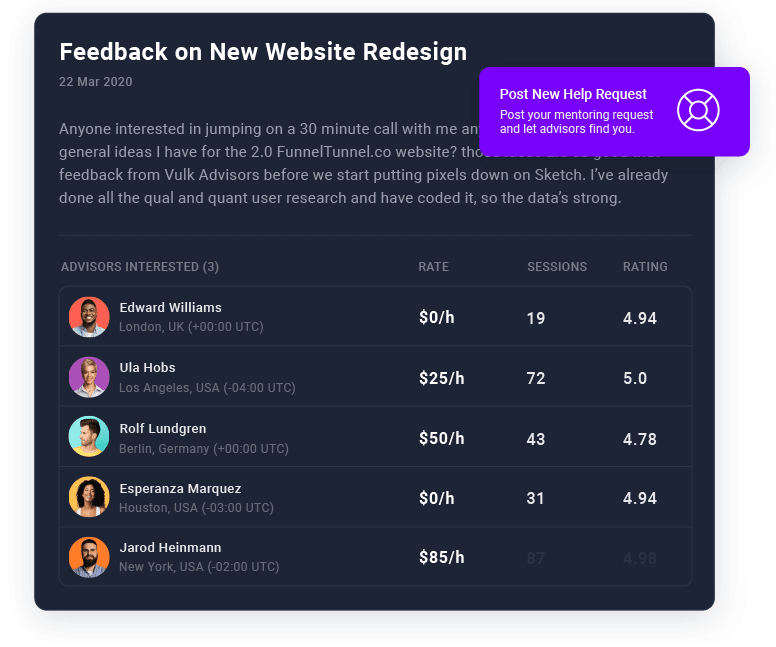 Feedback on New Website Redesign
22 Mar 2020
Post New Help Request
Post your mentoring request
and let advisors find you.
Anyone interested in jumping on a 30 minute call with me
general ideas I have for the 2.0 FunnelTunnel.co website?
feedback from Vulk Advisors before we start putting pixels down on Sketch. I’ve already
done all the qual and quant user research and have coded it, so the data’s strong.
ADVISORS INTERESTED (3) RATE SESSIONS RATING
Edward Williams
London, UK (+00:00 UTC)
$0/h 19 4.94
Ula Hobs
Los Angeles, USA (-04:00 UTC)
$25/h 72 5.0
Rolf Lundgren
Berlin, Germany (+00:00 UTC)
$50/h 43 4.78
Esperanza Marquez
Houston, USA (-03:00 UTC)
$0/h 31 4.94
Jarod Heinmann
New York, USA (-02:00 UTC)
$85/h 87 4.98